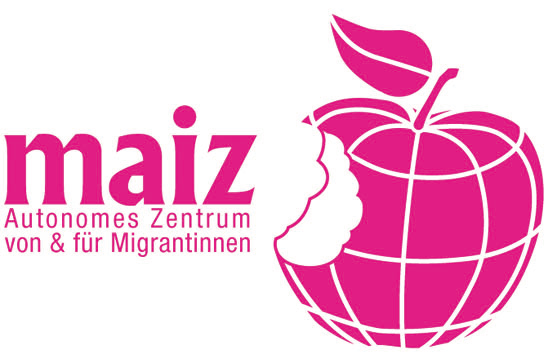 maiz
Autonomes Zentrum
von & für Migrantinnen